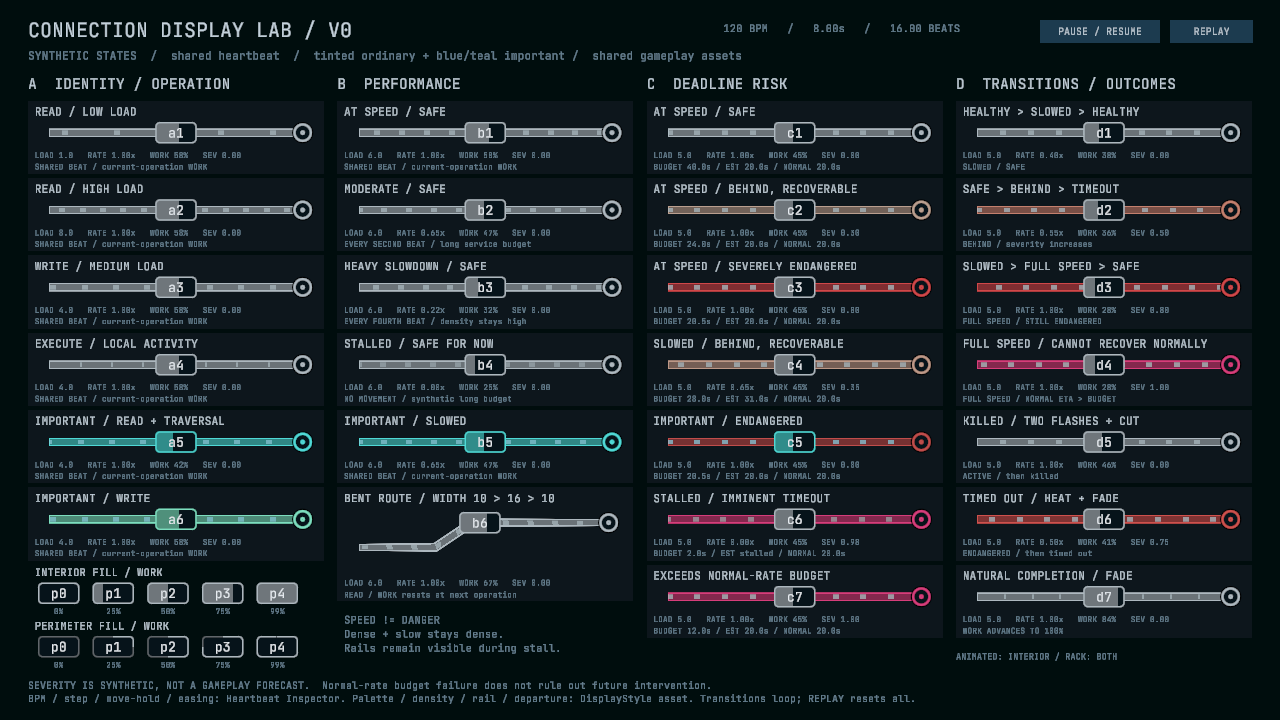 CONNECTION DISPLAY LAB / V0
120 BPM / 8.00s / 16.00 BEATS
PAUSE / RESUME
REPLAY
SYNTHETIC STATES / shared heartbeat / tinted ordinary + blue/teal important / shared gameplay assets
A IDENTITY / OPERATION
READ / LOW LOAD
a1
LOAD 1.0 RATE 1.00x WORK 58% SEV 0.00
SHARED BEAT / current-operation WORK
READ / HIGH LOAD
a2
LOAD 8.0 RATE 1.00x WORK 58% SEV 0.00
SHARED BEAT / current-operation WORK
WRITE / MEDIUM LOAD
a3
LOAD 4.0 RATE 1.00x WORK 58% SEV 0.00
SHARED BEAT / current-operation WORK
EXECUTE / LOCAL ACTIVITY
a4
LOAD 4.0 RATE 1.00x WORK 58% SEV 0.00
SHARED BEAT / current-operation WORK
IMPORTANT / READ + TRAVERSAL
a5
LOAD 4.0 RATE 1.00x WORK 42% SEV 0.00
SHARED BEAT / current-operation WORK
IMPORTANT / WRITE
a6
LOAD 4.0 RATE 1.00x WORK 58% SEV 0.00
SHARED BEAT / current-operation WORK
INTERIOR FILL / WORK
p0 p1 p2 p3 p4
0% 25% 50% 75% 99%
PERIMETER FILL / WORK
p0 p1 p2 p3 p4
0% 25% 50% 75% 99%
B PERFORMANCE
AT SPEED / SAFE
b1
LOAD 6.0 RATE 1.00x WORK 58% SEV 0.00
SHARED BEAT / current-operation WORK
MODERATE / SAFE
b2
LOAD 6.0 RATE 0.65x WORK 47% SEV 0.00
EVERY SECOND BEAT / long service budget
HEAVY SLOWDOWN / SAFE
b3
LOAD 6.0 RATE 0.22x WORK 32% SEV 0.00
EVERY FOURTH BEAT / density stays high
STALLED / SAFE FOR NOW
b4
LOAD 6.0 RATE 0.00x WORK 25% SEV 0.00
NO MOVEMENT / synthetic long budget
IMPORTANT / SLOWED
b5
LOAD 6.0 RATE 0.65x WORK 47% SEV 0.00
SHARED BEAT / current-operation WORK
BENT ROUTE / WIDTH 10 > 16 > 10
b6
LOAD 6.0 RATE 1.00x WORK 67% SEV 0.00
READ / WORK resets at next operation
SPEED != DANGER
Dense + slow stays dense.
Rails remain visible during stall.
C DEADLINE RISK
AT SPEED / SAFE
c1
LOAD 5.0 RATE 1.00x WORK 45% SEV 0.00
BUDGET 40.0s / EST 20.0s / NORMAL 20.0s
AT SPEED / BEHIND, RECOVERABLE
c2
LOAD 5.0 RATE 1.00x WORK 45%
BUDGET 24.0s / EST 20.0s / NORMAL 20.0s
AT SPEED / SEVERELY ENDANGERED
c3
LOAD 5.0 RATE 1.00x WORK 45%
BUDGET 20.5s / EST 20.0s / NORMAL 20.0s
SLOWED / BEHIND, RECOVERABLE
c4
LOAD 5.0 RATE 0.65x WORK 45% SEV 0.35
BUDGET 28.0s / EST 31.0s / NORMAL 20.0s
IMPORTANT / ENDANGERED
c5
LOAD 5.0 RATE 1.00x WORK 45%
BUDGET 20.5s / EST 20.0s / NORMAL 20.0s
STALLED / IMMINENT TIMEOUT
c6
LOAD 5.0 RATE 0.00x WORK 45%
BUDGET 2.0s / EST stalled / NORMAL 20.0s
EXCEEDS NORMAL-RATE BUDGET
c7
LOAD 5.0 RATE 1.00x WORK 45% SEV 1.00
BUDGET 12.0s / EST 20.0s / NORMAL 20.0s
D TRANSITIONS / OUTCOMES
HEALTHY > SLOWED > HEALTHY
d1
LOAD 5.0 RATE 0.40x WORK 38% SEV 0.00
SLOWED / SAFE
SAFE > BEHIND > TIMEOUT
d2
LOAD 5.0 RATE 0.55x WORK 36% SEV 0.50
BEHIND / severity increases
SLOWED > FULL SPEED > SAFE
d3
LOAD 5.0 RATE 1.00x WORK 28%
FULL SPEED / STILL ENDANGERED
FULL SPEED / CANNOT RECOVER NORMALLY
d4
LOAD 5.0 RATE 1.00x WORK 28% SEV 1.00
FULL SPEED / NORMAL ETA > BUDGET
KILLED / TWO FLASHES + CUT
d5
LOAD 5.0 RATE 1.00x WORK 46% SEV 0.00
ACTIVE / then killed
TIMED OUT / HEAT + FADE
d6
LOAD 5.0 RATE 0.50x WORK 41% SEV 0.75
ENDANGERED / then timed out
NATURAL COMPLETION / FADE
d7
LOAD 5.0 RATE 1.00x WORK 84% SEV 0.00
WORK ADVANCES TO 100%
ANIMATED: INTERIOR / RACK: BOTH
SEVERITY IS SYNTHETIC, NOT A GAMEPLAY FORECAST. Normal-rate budget failure does not rule out future intervention.
BPM / step / move-hold / easing: Heartbeat Inspector. Palette / density / rail / departure: DisplayStyle asset. Transitions loop; REPLAY resets all.